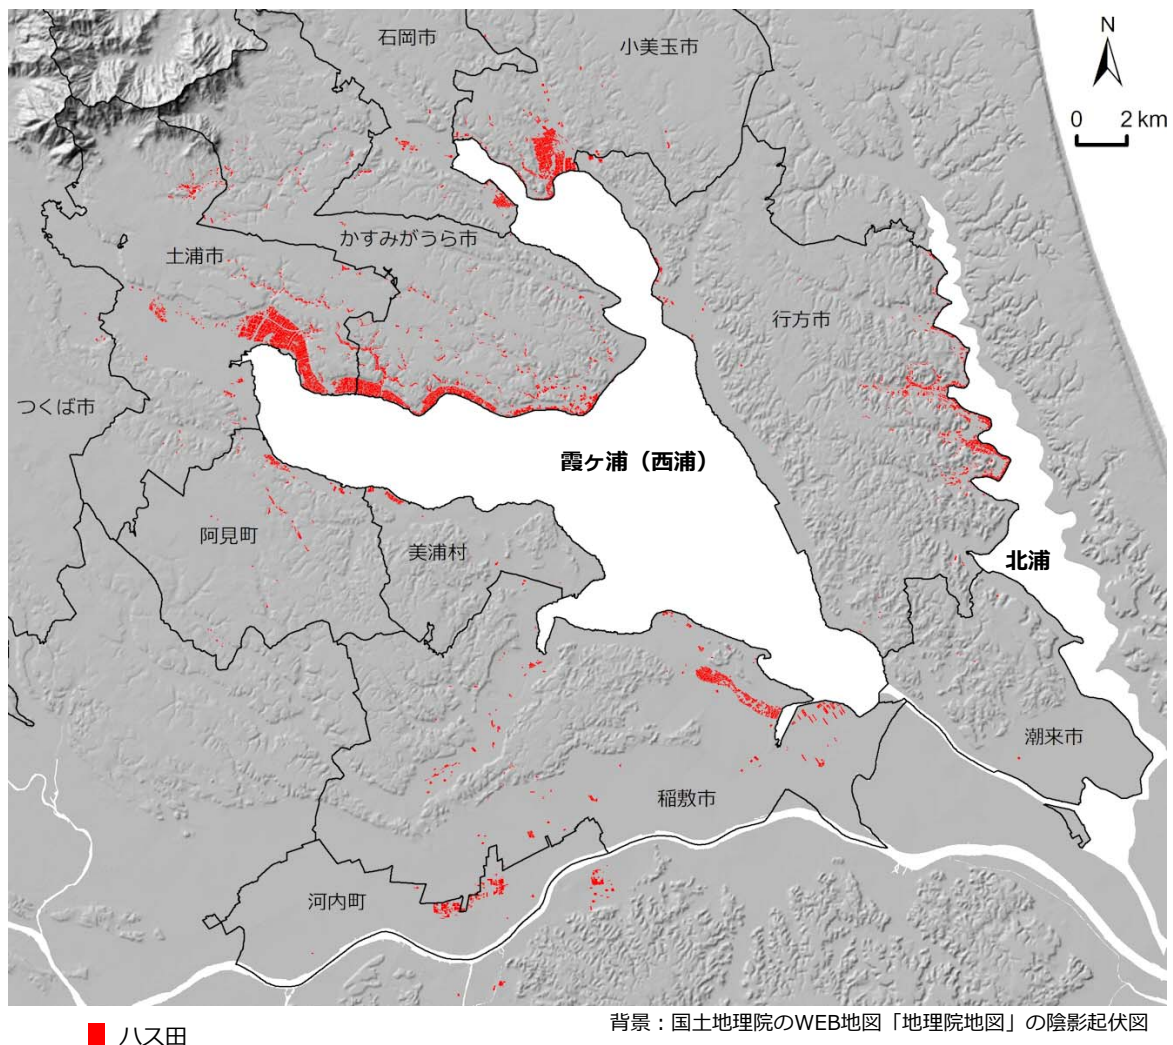 石岡市
小美玉市
N
0 2 km
かすみがうら市
土浦市
行方市
つくば市
霞ヶ浦（西浦）
阿見町
美浦村
北浦
潮来市
稲敷市
河内町
ハス田
背景：国土地理院のWEB地図「地理院地図」の陰影起伏図